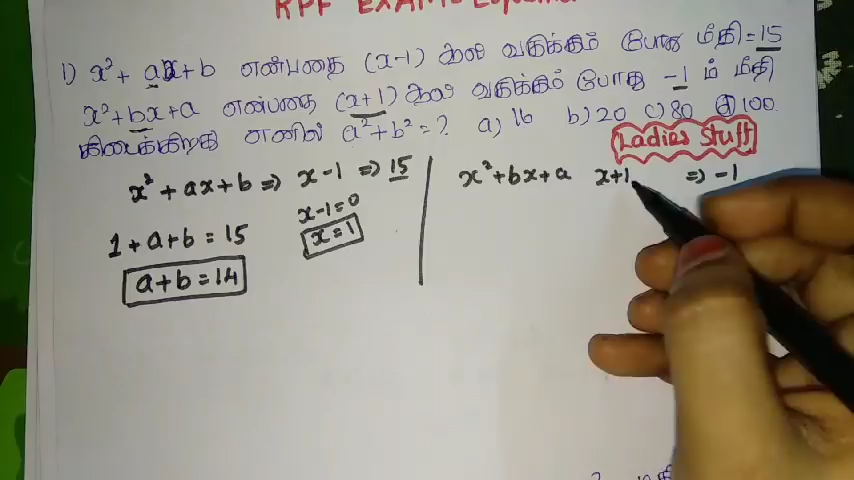 RPF EXAM
1) x² + ax + b என்பதை (x-1) ஆல் வகுக்கும் போது மீதி = 15
x² + bx + a என்பதை (x+1) ஆல் வகுக்கும் போது -1 ம் மீதி
கிடைக்கிறது எனில் a² + b² = ? a) 16 b) 20 c) 80 d) 100
Ladies Stuff
x² + ax + b ⇒ x-1 ⇒ 15
x-1=0
x=1
1+a+b = 15
a+b = 14
x² + bx + a x+1 ⇒ -1